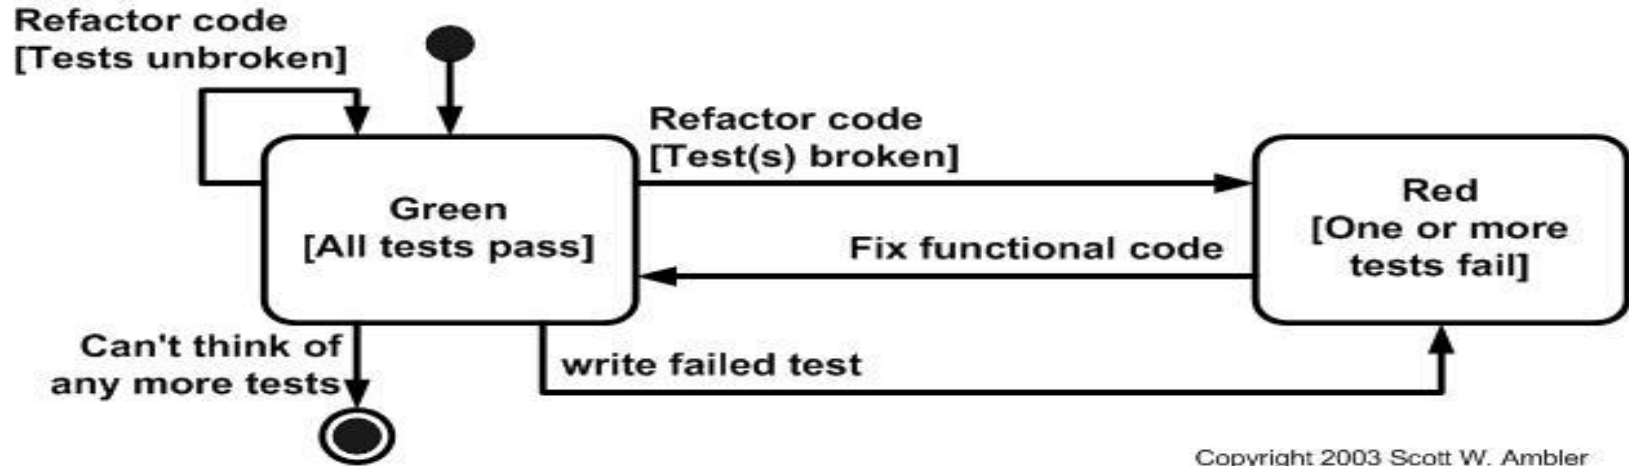 Refactor code
[Tests unbroken]
Refactor code
[Test(s) broken]
Green
[All tests pass]
Red
[One or more
tests fail]
Fix functional code
Can't think of
any more tests
write failed test
Copyright 2003 Scott W. Ambler